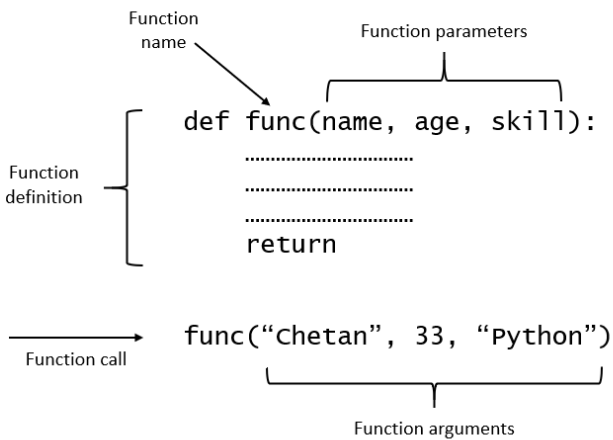 Function
name
Function parameters
def func(name, age, skill):
Function
definition
................................
................................
................................
return
func(“Chetan”, 33, “Python”)
Function call
Function arguments